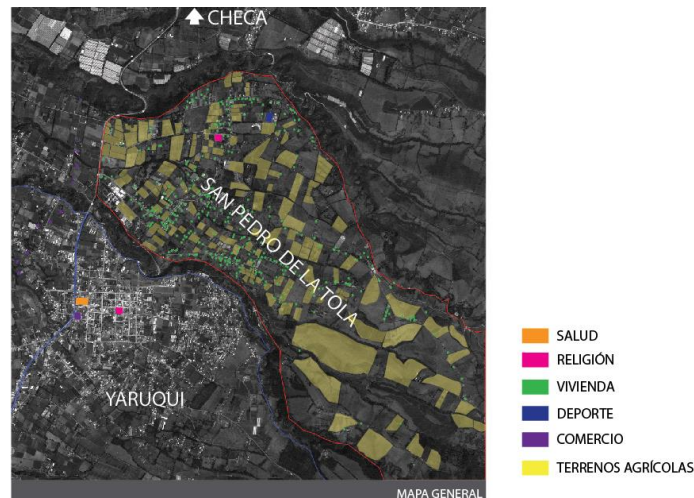 CHECA
SAN PEDRO DE LA TOLA
YARUQUI
SALUD
RELIGIÓN
VIVIENDA
DEPORTE
COMERCIO
TERRENOS AGRÍCOLAS
MAPA GENERAL